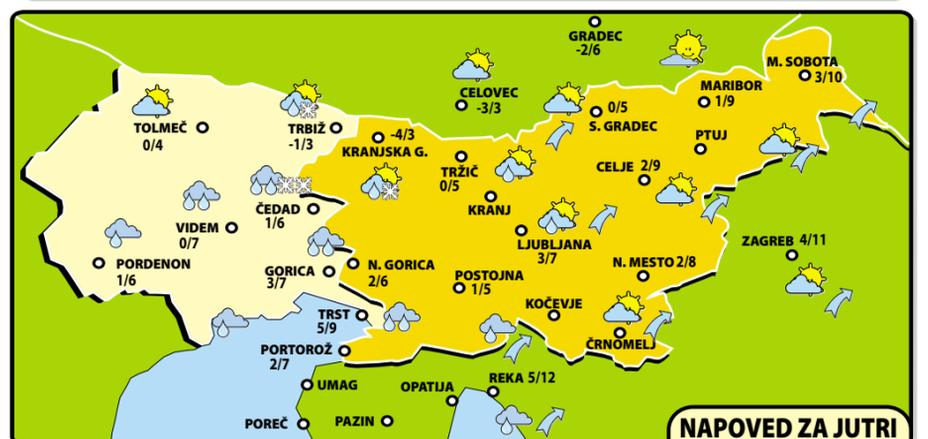 GRADEC
-2/6
M. SOBOTA
3/10
CELOVEC
-3/3
MARIBOR
1/9
0/5
S. GRADEC
TOLMEČ
0/4
TRBIŽ
-1/3
-4/3
KRANJSKA G.
PTUJ
TRŽIČ
0/5
CELJE 2/9
KRANJ
ČEDAD
1/6
VIDEM
0/7
LJUBLJANA
3/7
ZAGREB 4/11
PORDENON
1/6
GORICA
3/7
N. GORICA
2/6
POSTOJNA
1/5
N. MESTO 2/8
KOČEVJE
TRST
5/9
ČRNOMELJ
PORTOROŽ
2/7
UMAG
OPATIJA
REKA 5/12
POREČ
PAZIN
NAPOVED ZA JUTRI